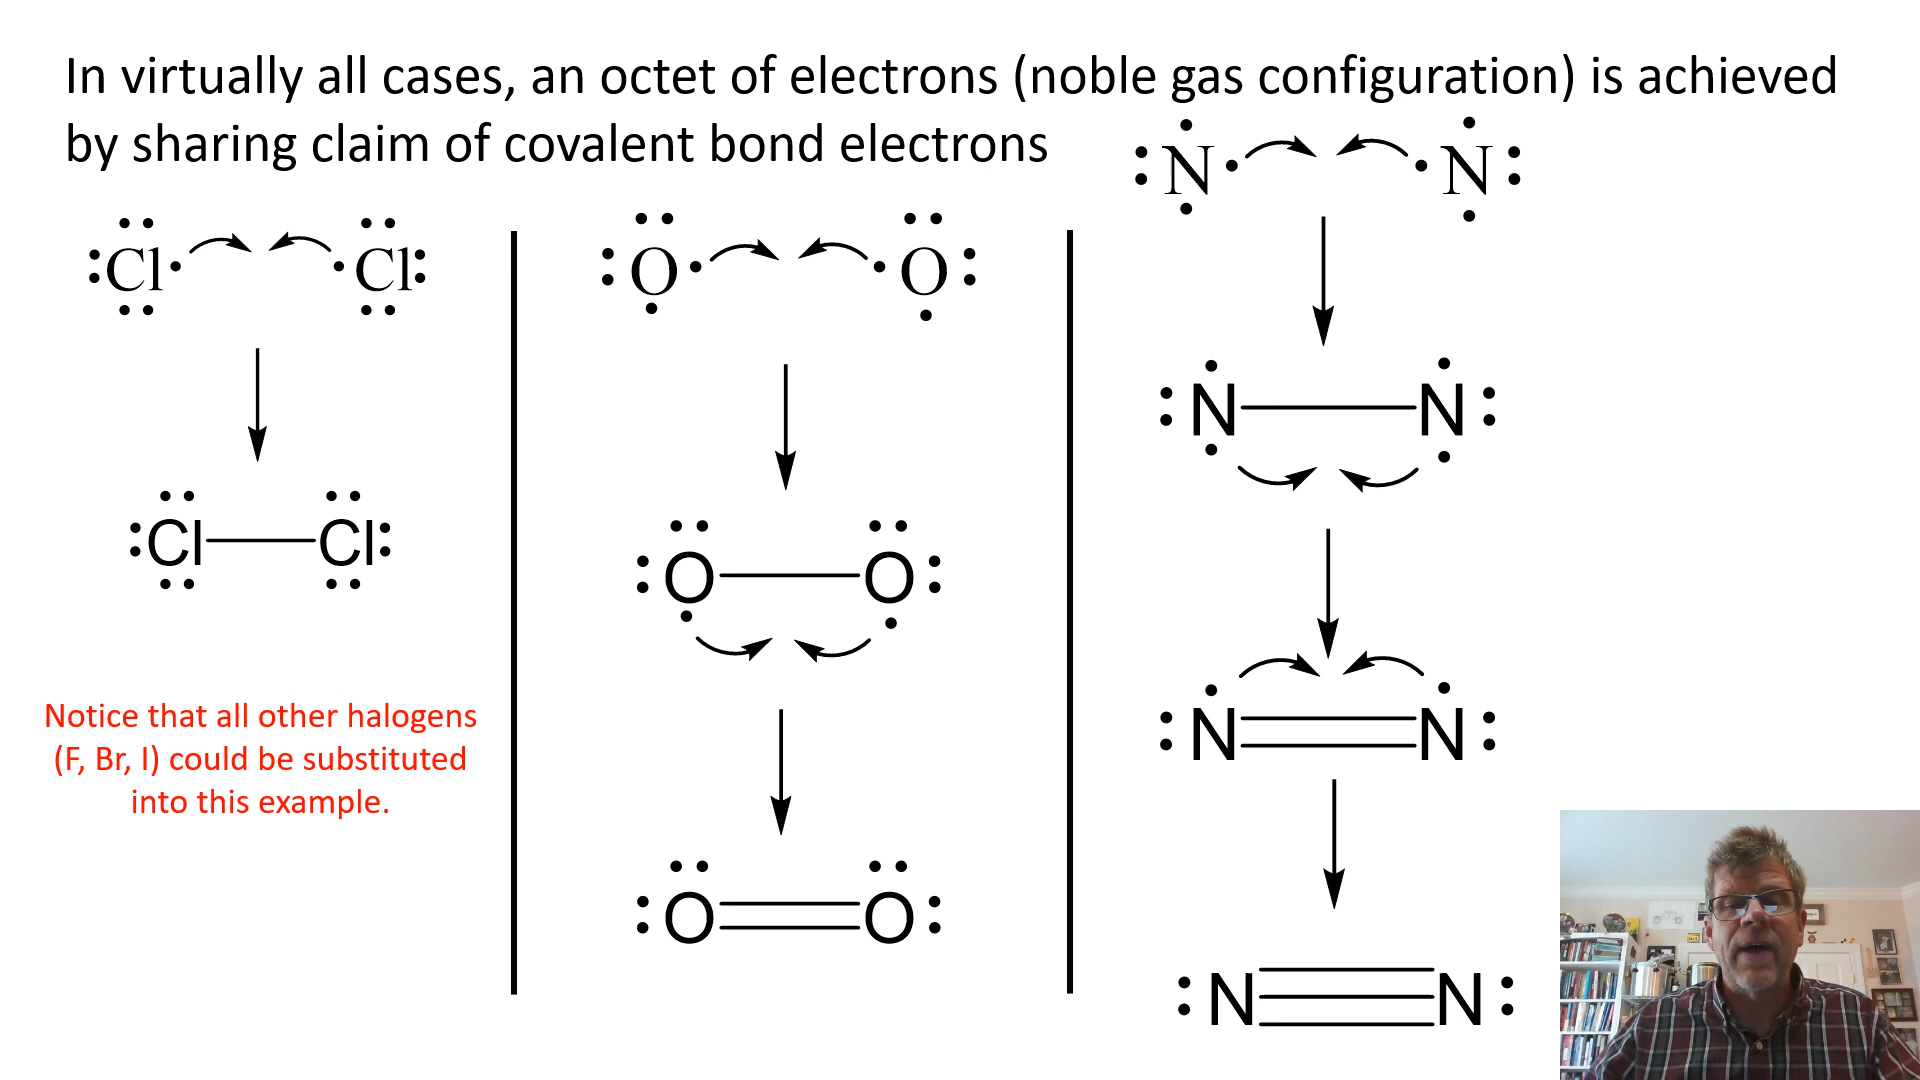 In virtually all cases, an octet of electrons (noble gas configuration) is achieved
by sharing claim of covalent bond electrons
:N· ·N:
:Cl· ·Cl:
:O· ·O:
:N—N:
:Cl—Cl:
:O—O:
Notice that all other halogens
(F, Br, I) could be substituted
into this example.
:N=N:
:O=O:
:N≡N: